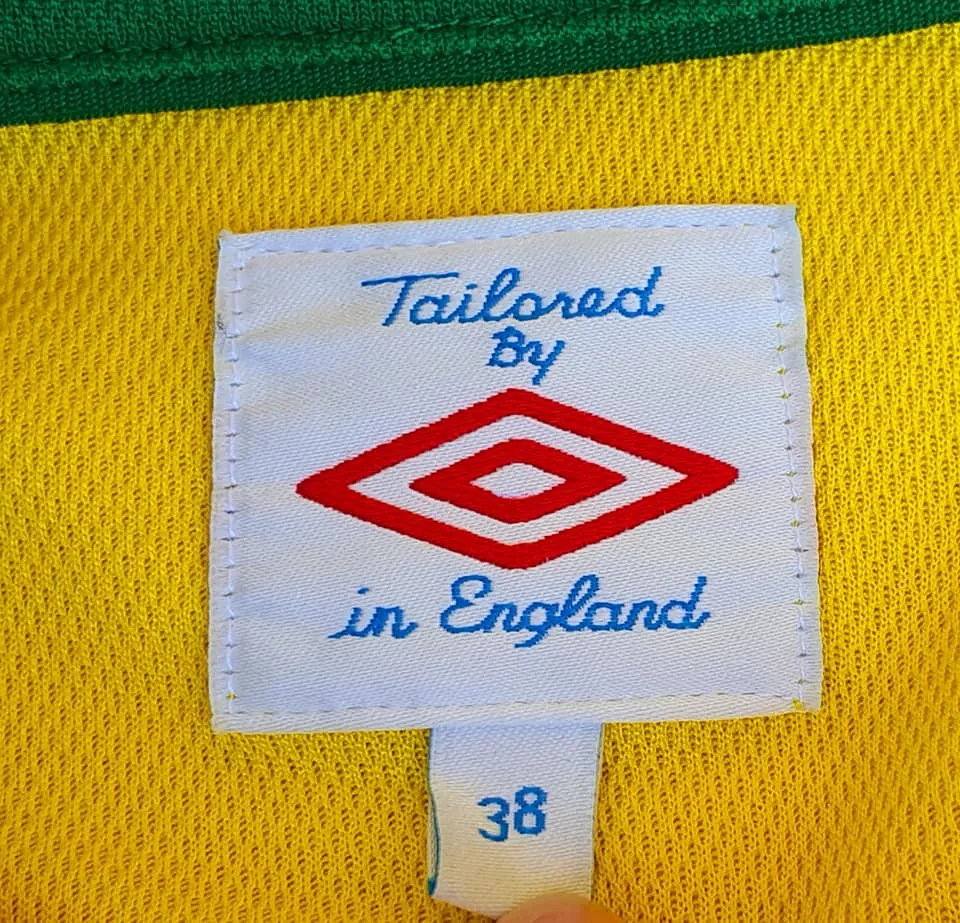 Tailored
By
in England
38